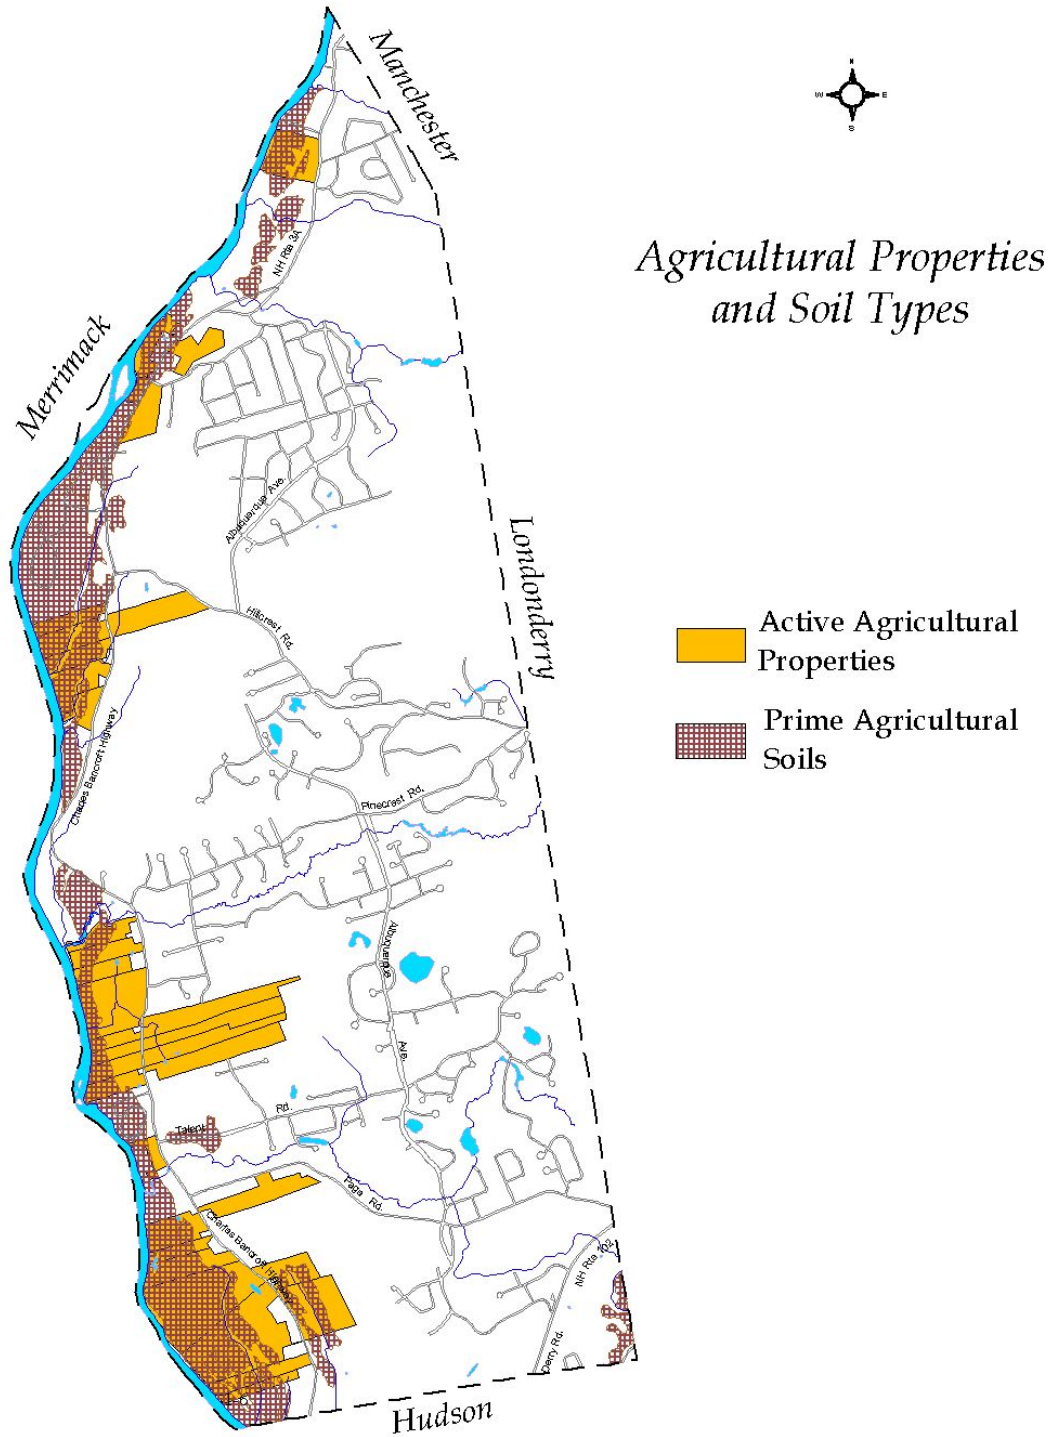 Manchester
N
W E
S
Agricultural Properties
and Soil Types
NH Rte 3A
Merrimack
Albuquerque Ave.
Londonderry
Hillcrest Rd.
Active Agricultural
Properties
Prime Agricultural
Soils
Charles Bancroft Highway
Pinecrest Rd.
Albuquerque
Ave.
Talent Rd.
Page Rd.
Charles Bancroft Highway
NH Rte 102
Derry Rd.
Hudson